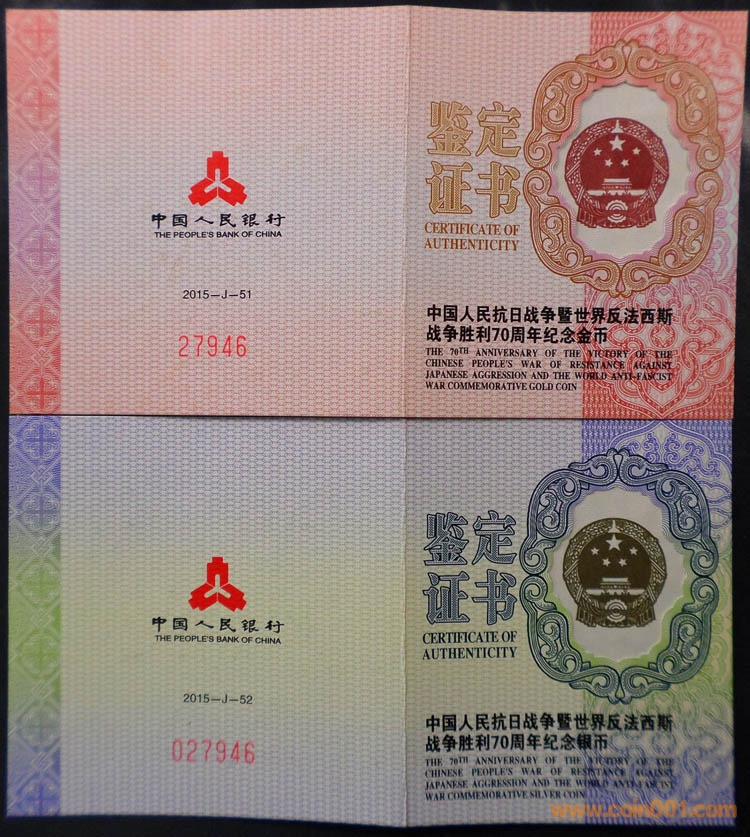 中国人民银行
THE PEOPLE'S BANK OF CHINA
2015-J-51
27946
鉴定
证书
CERTIFICATE OF
AUTHENTICITY
中国人民抗日战争暨世界反法西斯
战争胜利70周年纪念金币
THE 70TH ANNIVERSARY OF THE VICTORY OF THE
CHINESE PEOPLE'S WAR OF RESISTANCE AGAINST
JAPANESE AGGRESSION AND THE WORLD ANTI-FASCIST
WAR COMMEMORATIVE GOLD COIN
中国人民银行
THE PEOPLE'S BANK OF CHINA
2015-J-52
027946
鉴定
证书
CERTIFICATE OF
AUTHENTICITY
中国人民抗日战争暨世界反法西斯
战争胜利70周年纪念银币
THE 70TH ANNIVERSARY OF THE VICTORY OF THE
CHINESE PEOPLE'S WAR OF RESISTANCE AGAINST
JAPANESE AGGRESSION AND THE WORLD ANTI-FASCIST
WAR COMMEMORATIVE SILVER COIN
www.coin001.com